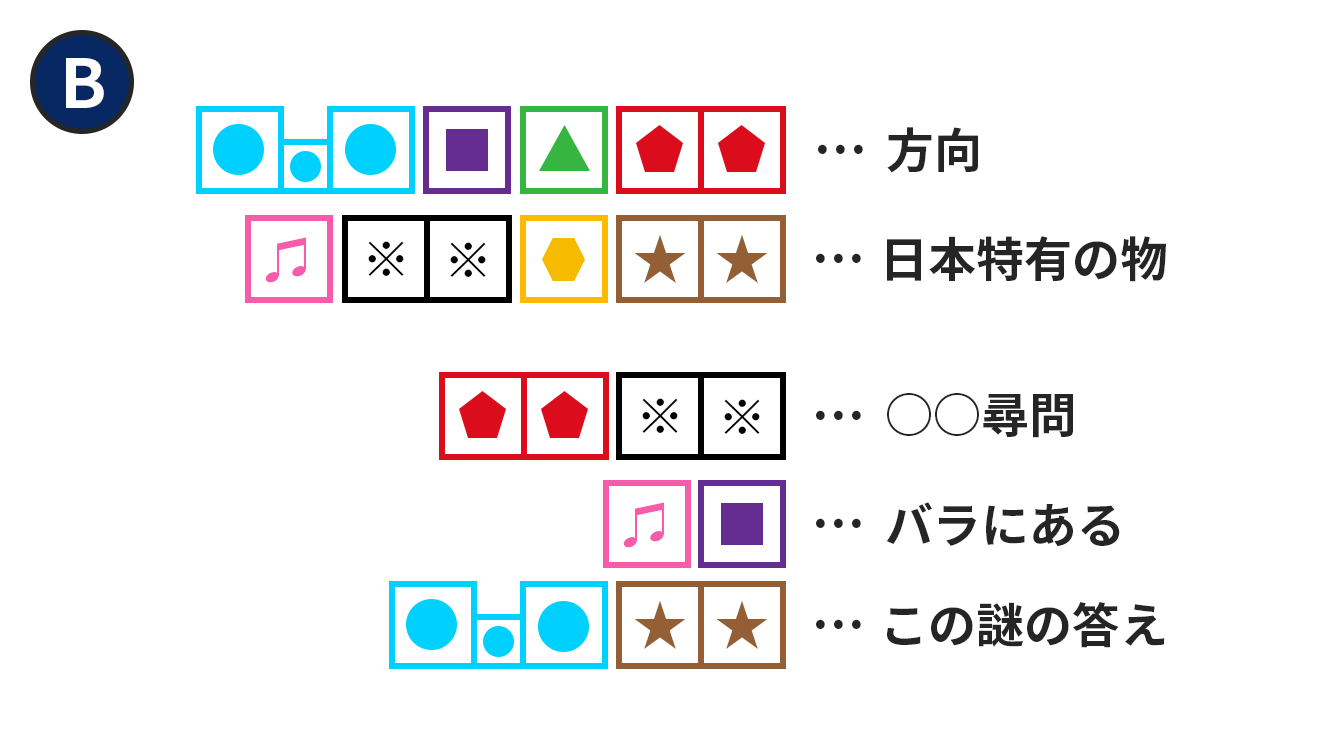 B
… 方向
… 日本特有の物
… ○○尋問
… バラにある
… この謎の答え